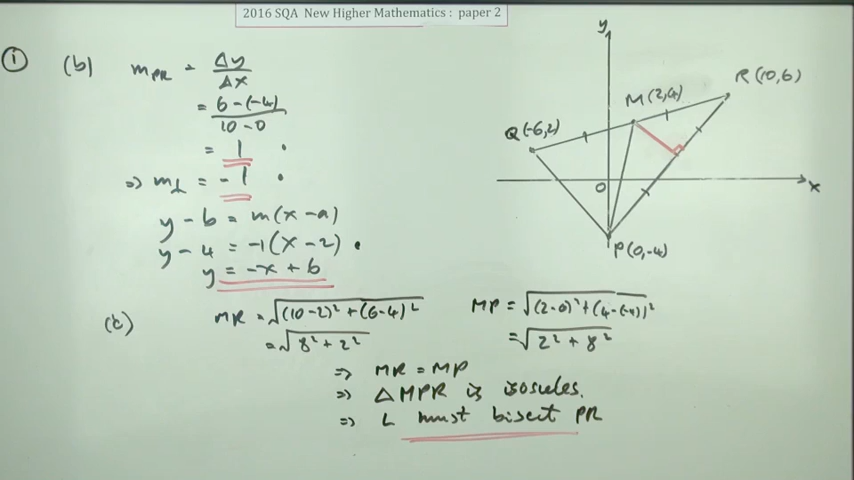 2016 SQA New Higher Mathematics : paper 2
① (b) mPR = Δy/Δx
= 6-(-4)/10-0
= 1
⇒ m⊥ = -1
y - b = m(x-a)
y - 4 = -1(x-2)
y = -x + 6
(c) MR = √(10-2)² + (6-4)²
= √8² + 2²
MP = √(2-0)² + (4-(-4))²
= √2² + 8²
⇒ MR = MP
⇒ Δ MPR is isosceles.
⇒ L must bisect PR
y
R(10,6)
M(2,4)
Q(-6,2)
O
x
P(0,-4)